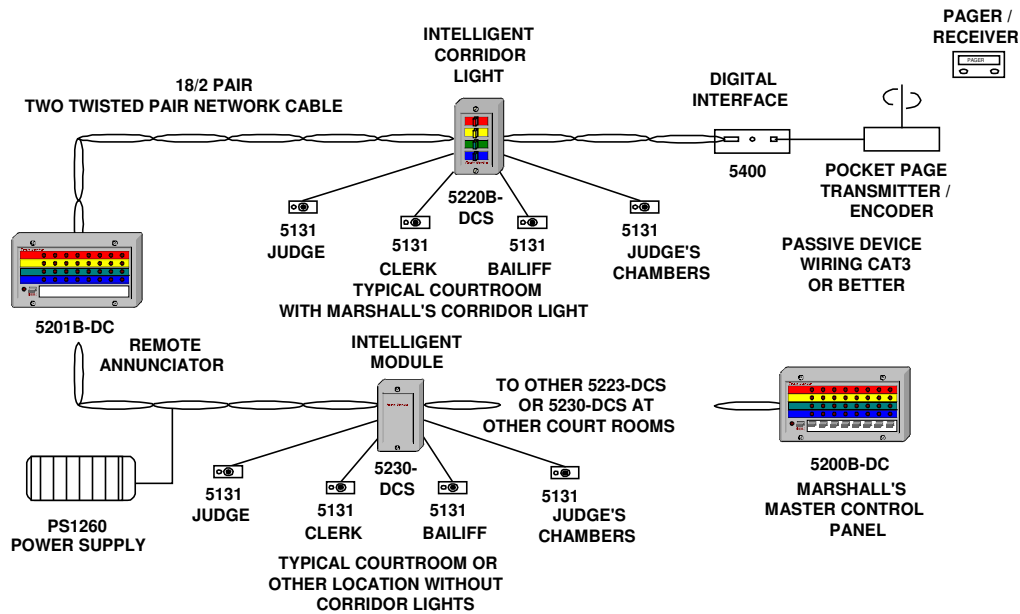 PAGER /
RECEIVER
PAGER
INTELLIGENT
CORRIDOR
LIGHT
18/2 PAIR
TWO TWISTED PAIR NETWORK CABLE
DIGITAL
INTERFACE
5400
POCKET PAGE
TRANSMITTER /
ENCODER
PASSIVE DEVICE
WIRING CAT3
OR BETTER
5220B-
DCS
5131
JUDGE
5131
CLERK
5131
BAILIFF
5131
JUDGE'S
CHAMBERS
TYPICAL COURTROOM
WITH MARSHALL'S CORRIDOR LIGHT
5201B-DC
REMOTE
ANNUNCIATOR
INTELLIGENT
MODULE
TO OTHER 5223-DCS
OR 5230-DCS AT
OTHER COURT ROOMS
5230-
DCS
5200B-DC
MARSHALL'S
MASTER CONTROL
PANEL
PS1260
POWER SUPPLY
5131
JUDGE
5131
CLERK
5131
BAILIFF
5131
JUDGE'S
CHAMBERS
TYPICAL COURTROOM OR
OTHER LOCATION WITHOUT
CORRIDOR LIGHTS